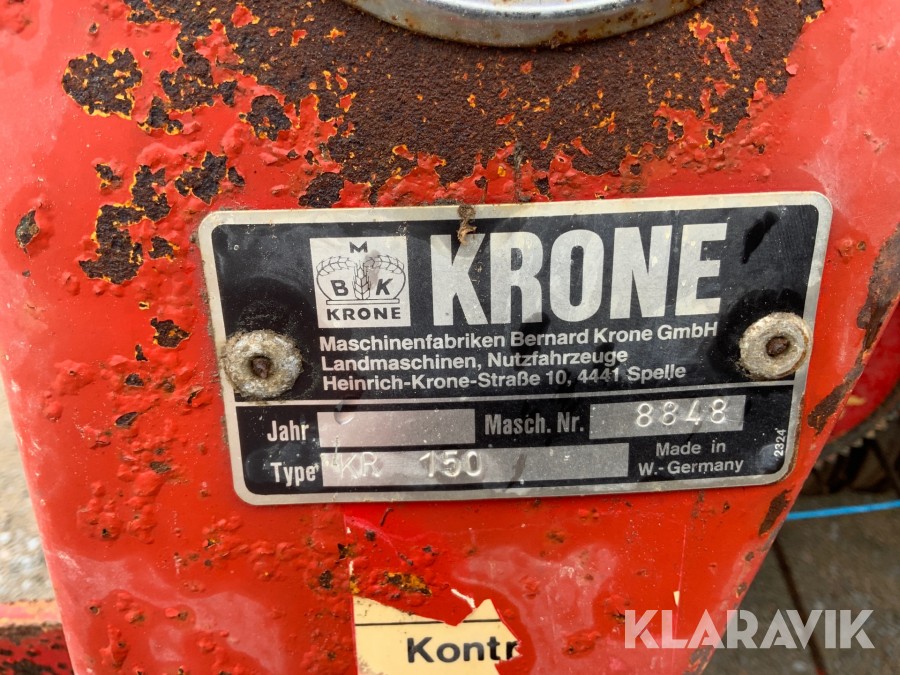 M
B K
KRONE
KRONE
Maschinenfabriken Bernard Krone GmbH
Landmaschinen, Nutzfahrzeuge
Heinrich-Krone-Straße 10, 4441 Spelle
Jahr
Masch. Nr. 8848
Type KR 150
Made in
W.-Germany
2324
Kontr
KLARAVIK